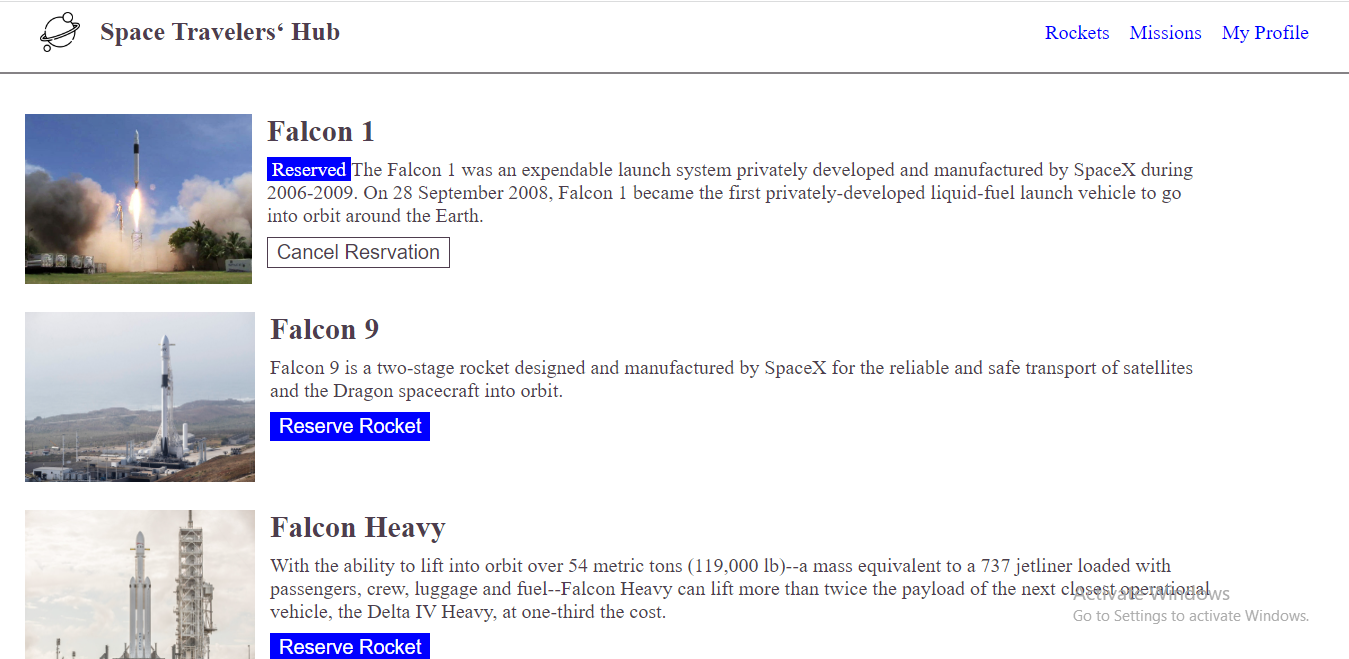 Space Travelers‘ Hub
Rockets Missions My Profile
Falcon 1
Reserved The Falcon 1 was an expendable launch system privately developed and manufactured by SpaceX during
2006-2009. On 28 September 2008, Falcon 1 became the first privately-developed liquid-fuel launch vehicle to go
into orbit around the Earth.
Cancel Resrvation
Falcon 9
Falcon 9 is a two-stage rocket designed and manufactured by SpaceX for the reliable and safe transport of satellites
and the Dragon spacecraft into orbit.
Reserve Rocket
Falcon Heavy
With the ability to lift into orbit over 54 metric tons (119,000 lb)--a mass equivalent to a 737 jetliner loaded with
passengers, crew, luggage and fuel--Falcon Heavy can lift more than twice the payload of the next closest operational
vehicle, the Delta IV Heavy, at one-third the cost.
Reserve Rocket
Activate Windows
Go to Settings to activate Windows.